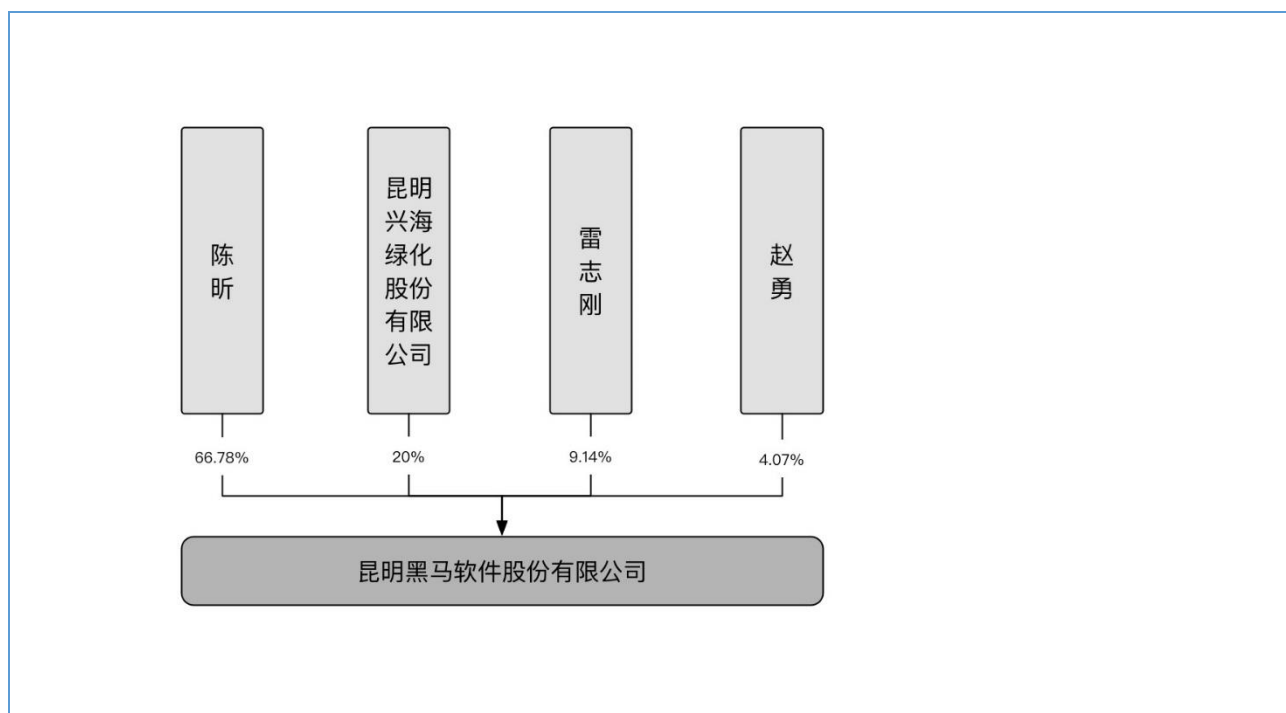 陈
昕
昆明
兴海
绿化
股份
有限
公司
雷
志
刚
赵
勇
66.78%
20%
9.14%
4.07%
昆明黑马软件股份有限公司